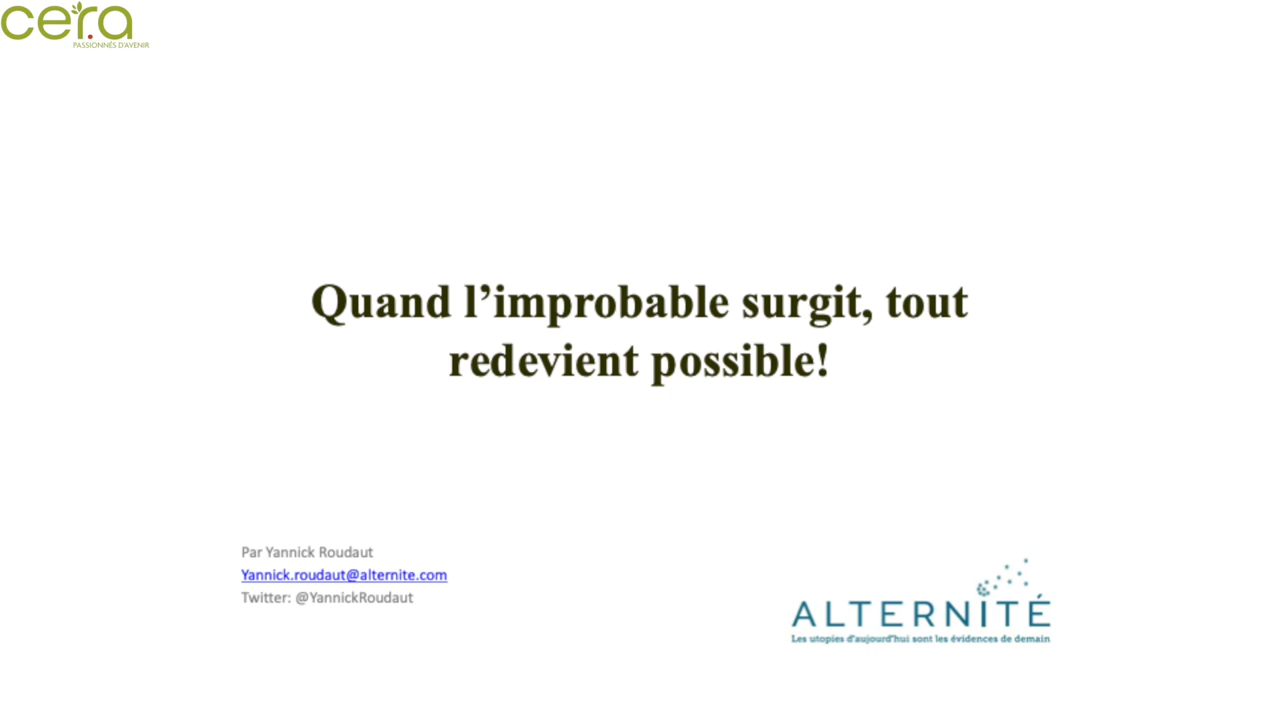 cer.a
PASSIONNÉS D'AVENIR
Quand l’improbable surgit, tout
redevient possible!
Par Yannick Roudaut
Yannick.roudaut@alternite.com
Twitter: @YannickRoudaut
ALTERNITÉ
Les utopies d'aujourd'hui sont les évidences de demain